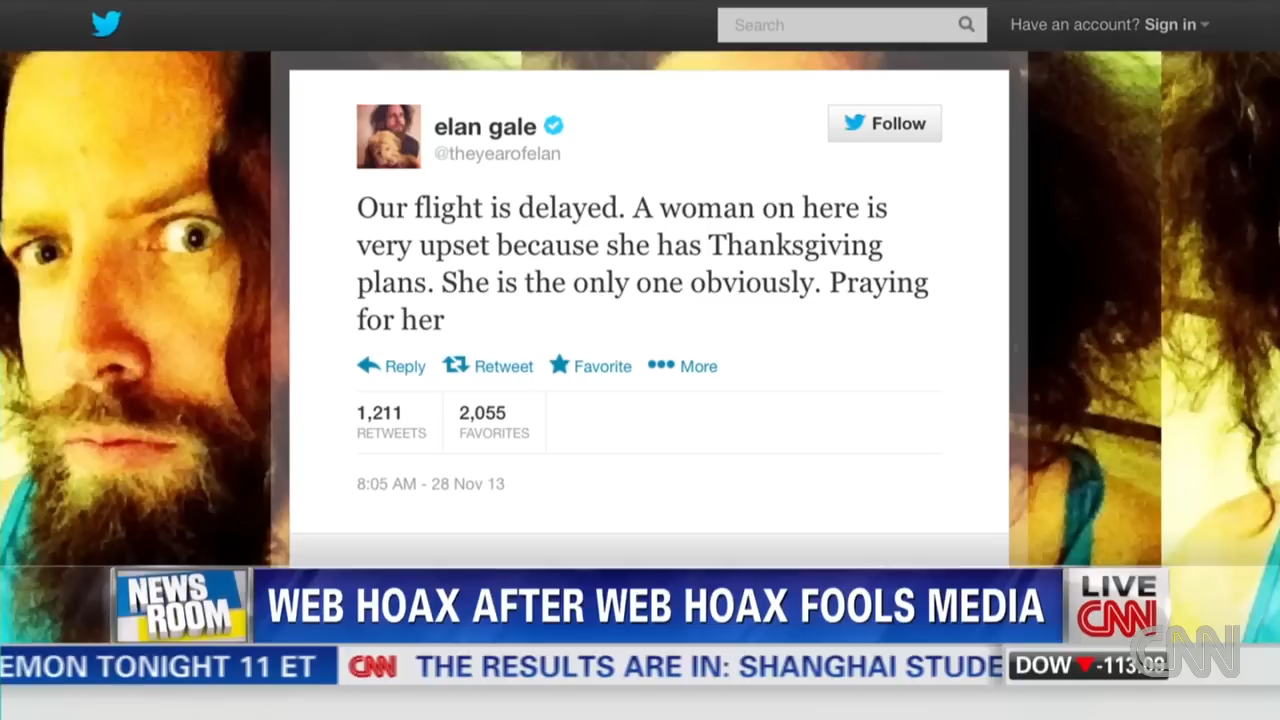 Search
Have an account? Sign in
elan gale
@theyearofelan
Follow
Our flight is delayed. A woman on here is
very upset because she has Thanksgiving
plans. She is the only one obviously. Praying
for her
Reply Retweet Favorite More
1,211 2,055
RETWEETS FAVORITES
8:05 AM - 28 Nov 13
NEWS
ROOM
WEB HOAX AFTER WEB HOAX FOOLS MEDIA
LIVE
CNN
CNN
EMON TONIGHT 11 ET
CNN
THE RESULTS ARE IN: SHANGHAI STUDE
DOW ▼-113.09